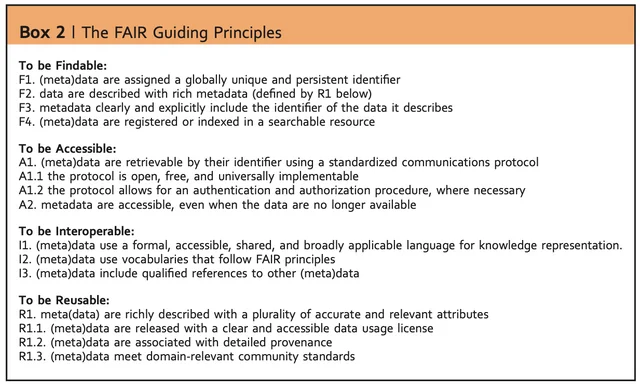 Box 2 | The FAIR Guiding Principles
To be Findable:
F1. (meta)data are assigned a globally unique and persistent identifier
F2. data are described with rich metadata (defined by R1 below)
F3. metadata clearly and explicitly include the identifier of the data it describes
F4. (meta)data are registered or indexed in a searchable resource
To be Accessible:
A1. (meta)data are retrievable by their identifier using a standardized communications protocol
A1.1 the protocol is open, free, and universally implementable
A1.2 the protocol allows for an authentication and authorization procedure, where necessary
A2. metadata are accessible, even when the data are no longer available
To be Interoperable:
I1. (meta)data use a formal, accessible, shared, and broadly applicable language for knowledge representation.
I2. (meta)data use vocabularies that follow FAIR principles
I3. (meta)data include qualified references to other (meta)data
To be Reusable:
R1. meta(data) are richly described with a plurality of accurate and relevant attributes
R1.1. (meta)data are released with a clear and accessible data usage license
R1.2. (meta)data are associated with detailed provenance
R1.3. (meta)data meet domain-relevant community standards